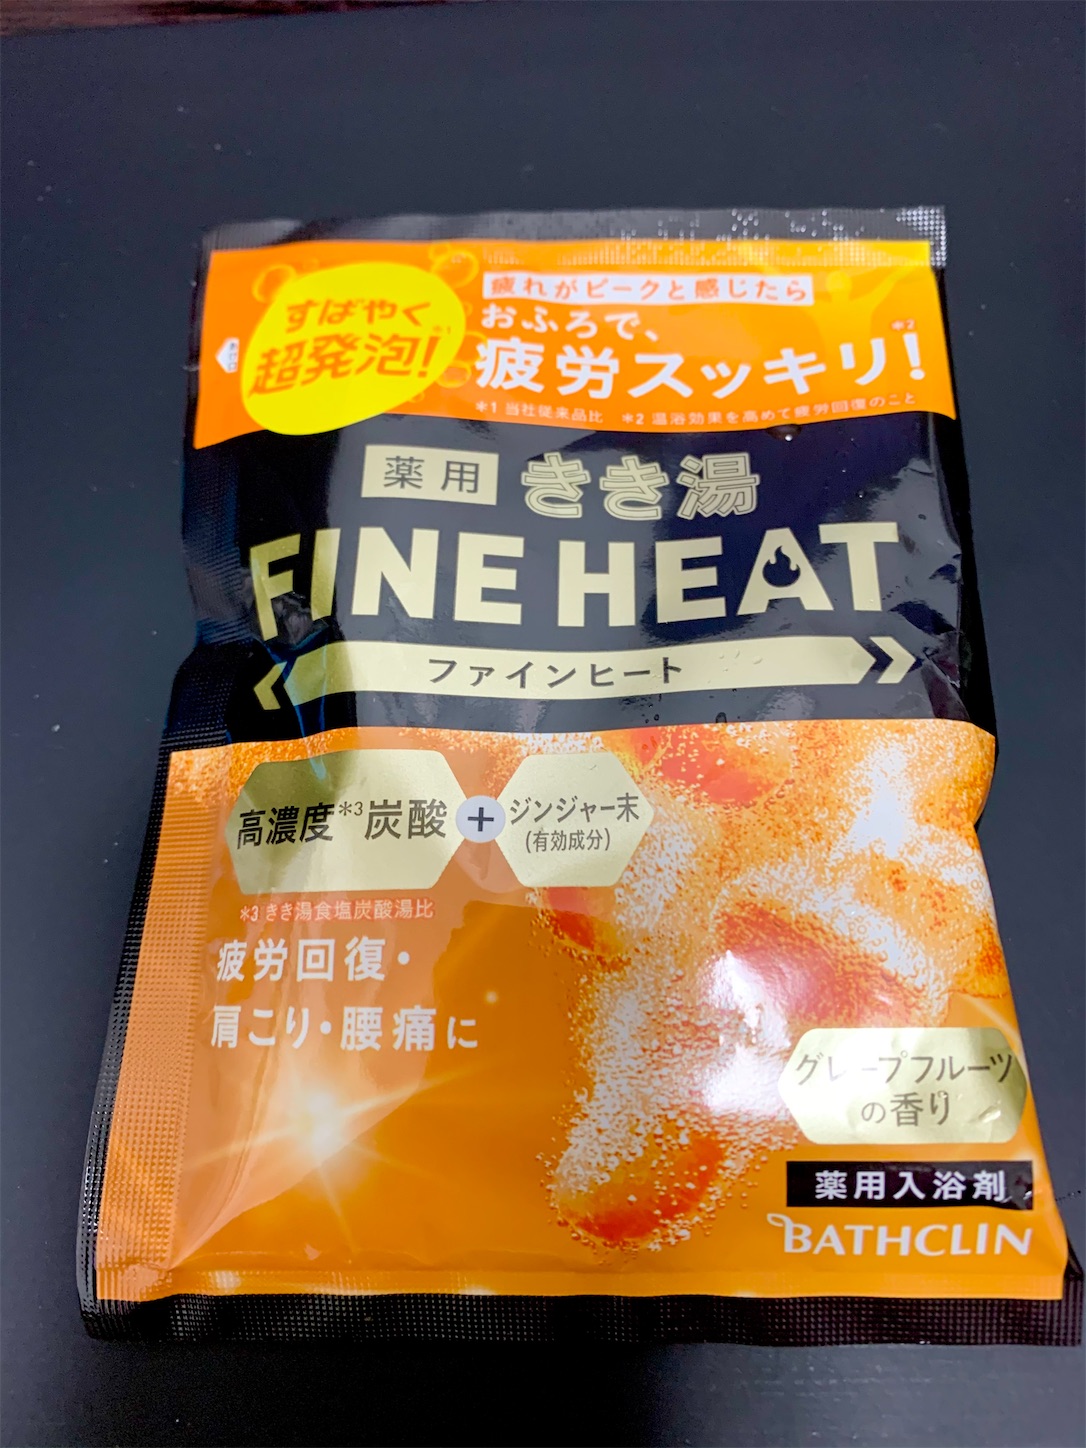 すばやく
超発泡!*1
あけ口
疲れがピークと感じたら
おふろで、
疲労スッキリ!*2
*1 当社従来品比 *2 温浴効果を高めて疲労回復のこと
薬用 きき湯
FINE HEAT
ファインヒート
高濃度*3炭酸 + ジンジャー末
(有効成分)
*3 きき湯食塩炭酸湯比
疲労回復・
肩こり・腰痛に
グレープフルーツ
の香り
薬用入浴剤
BATHCLIN